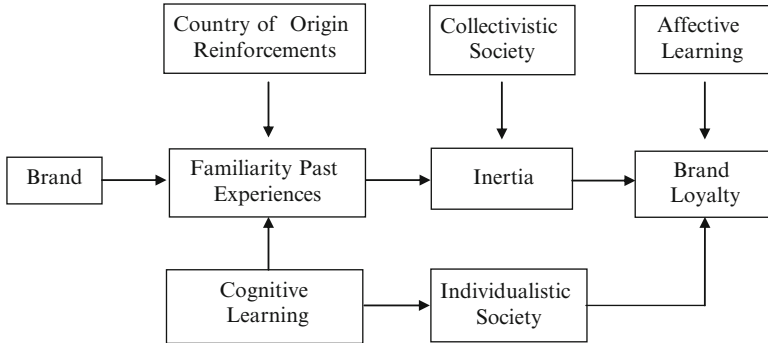 Country of Origin
Reinforcements
Collectivistic
Society
Affective
Learning
Brand
Familiarity Past
Experiences
Inertia
Brand
Loyalty
Cognitive
Learning
Individualistic
Society